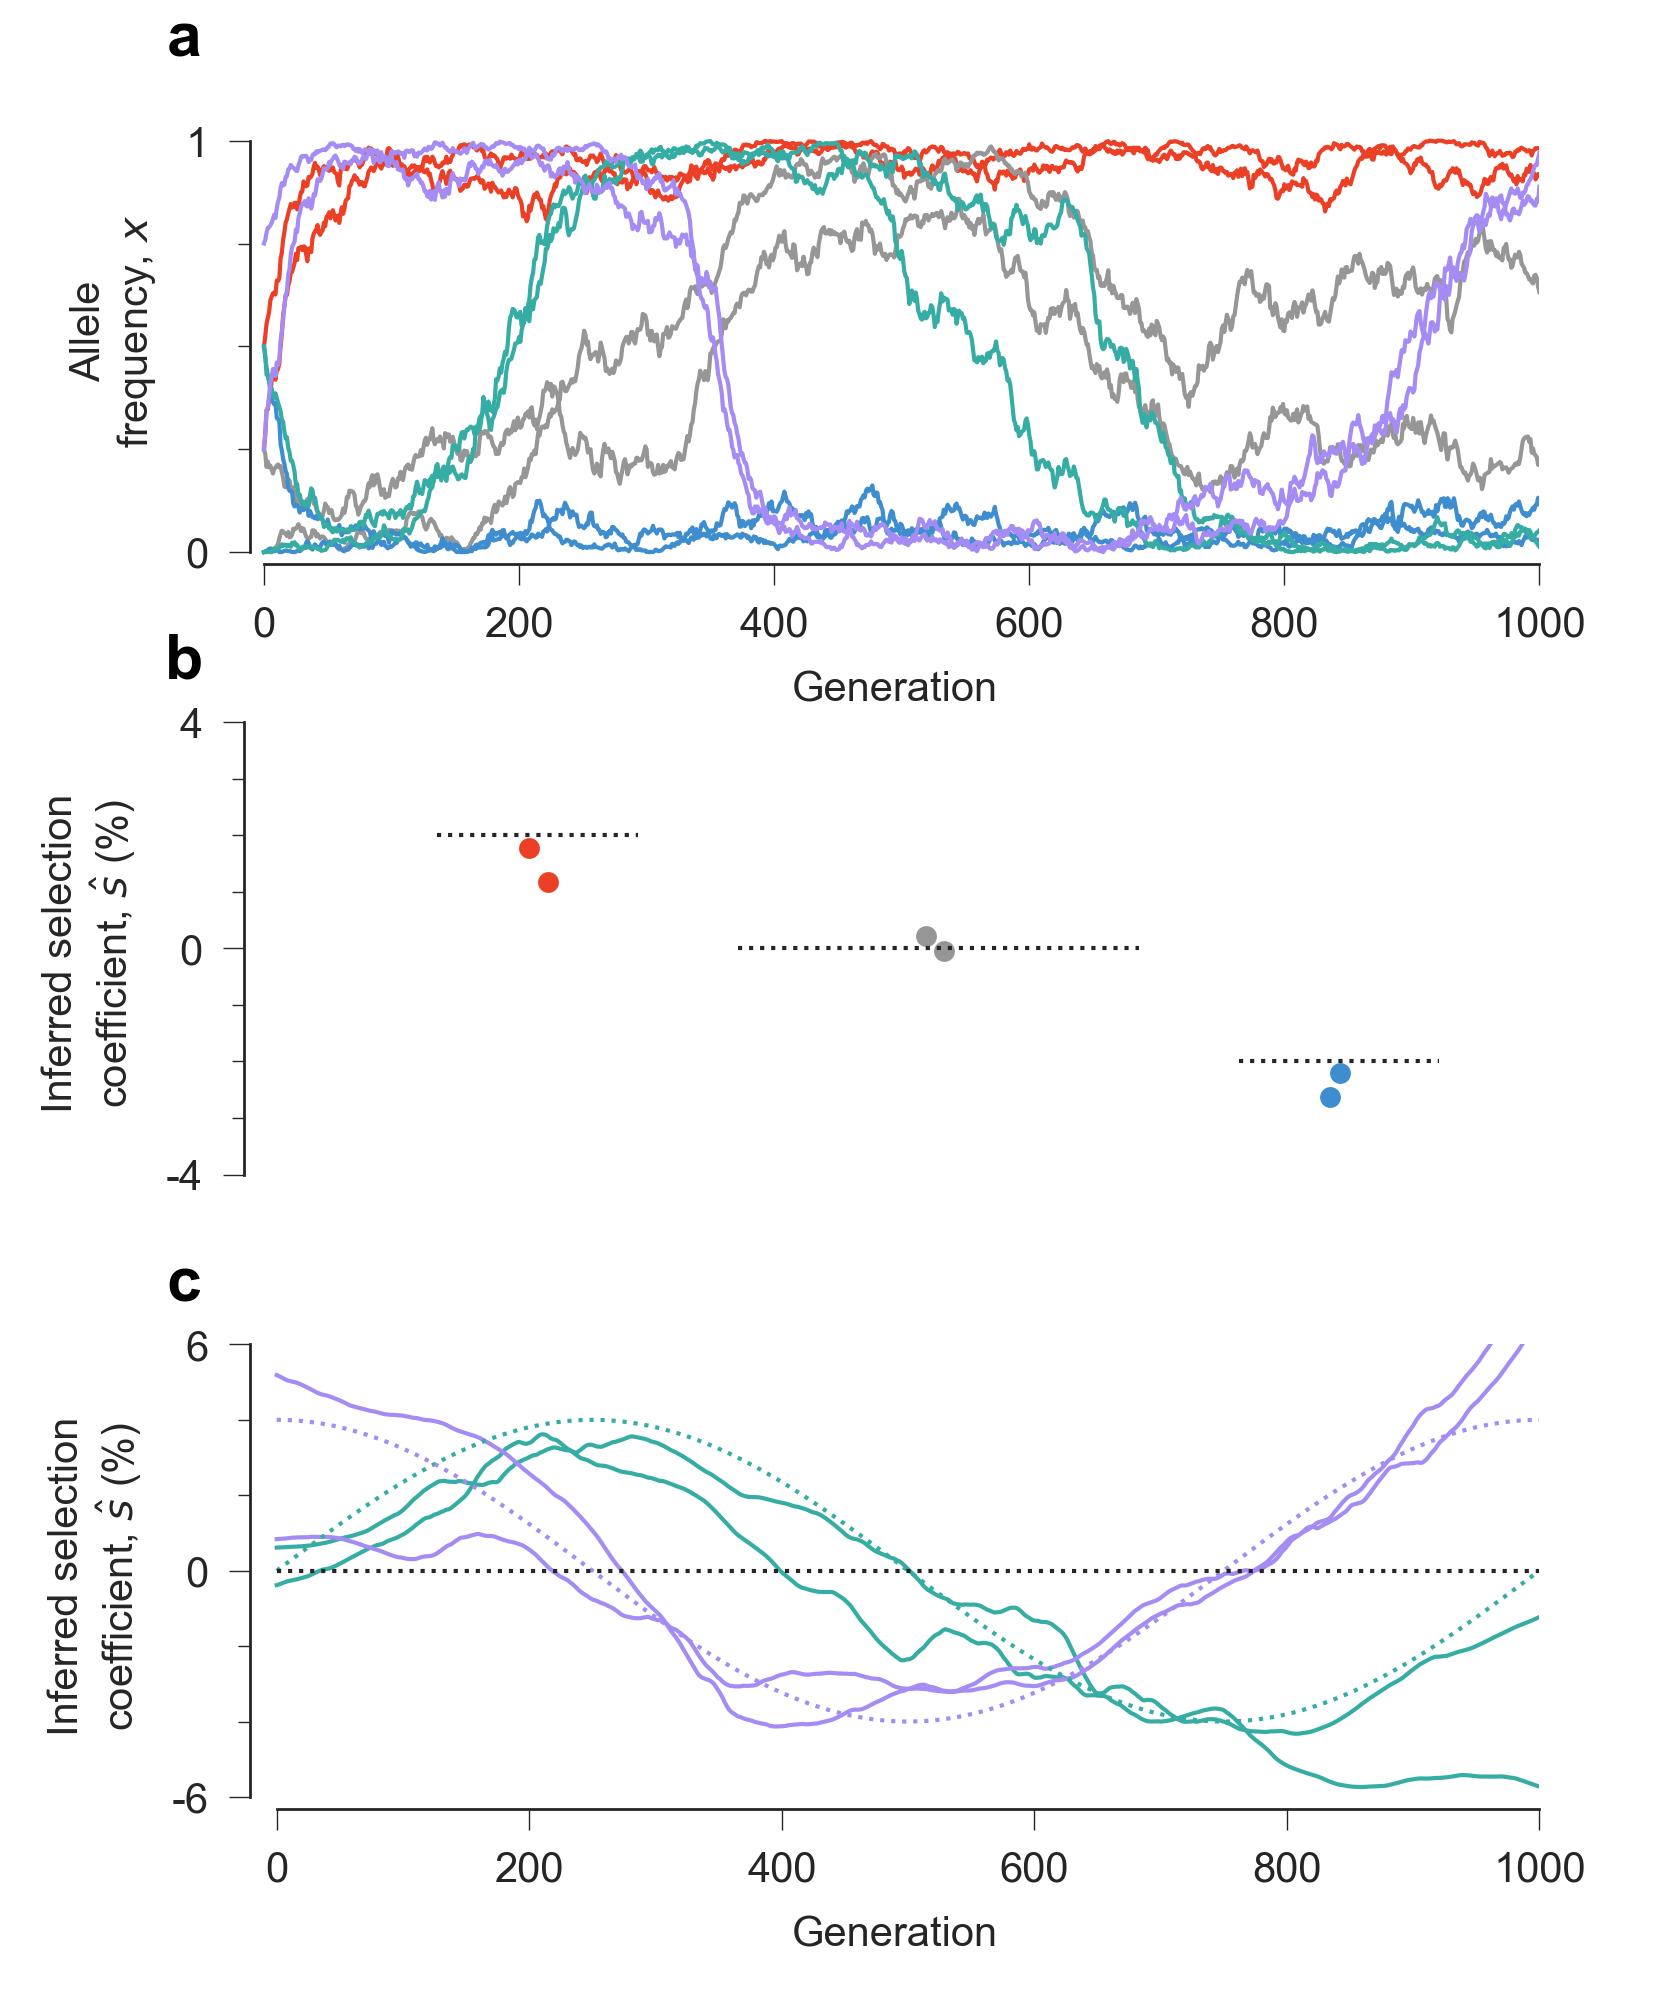 a
1
0
Allele
frequency, x
0 200 400 600 800 1000
Generation
b
4
0
-4
Inferred selection
coefficient, ŝ (%)
c
6
0
-6
Inferred selection
coefficient, ŝ (%)
0 200 400 600 800 1000
Generation